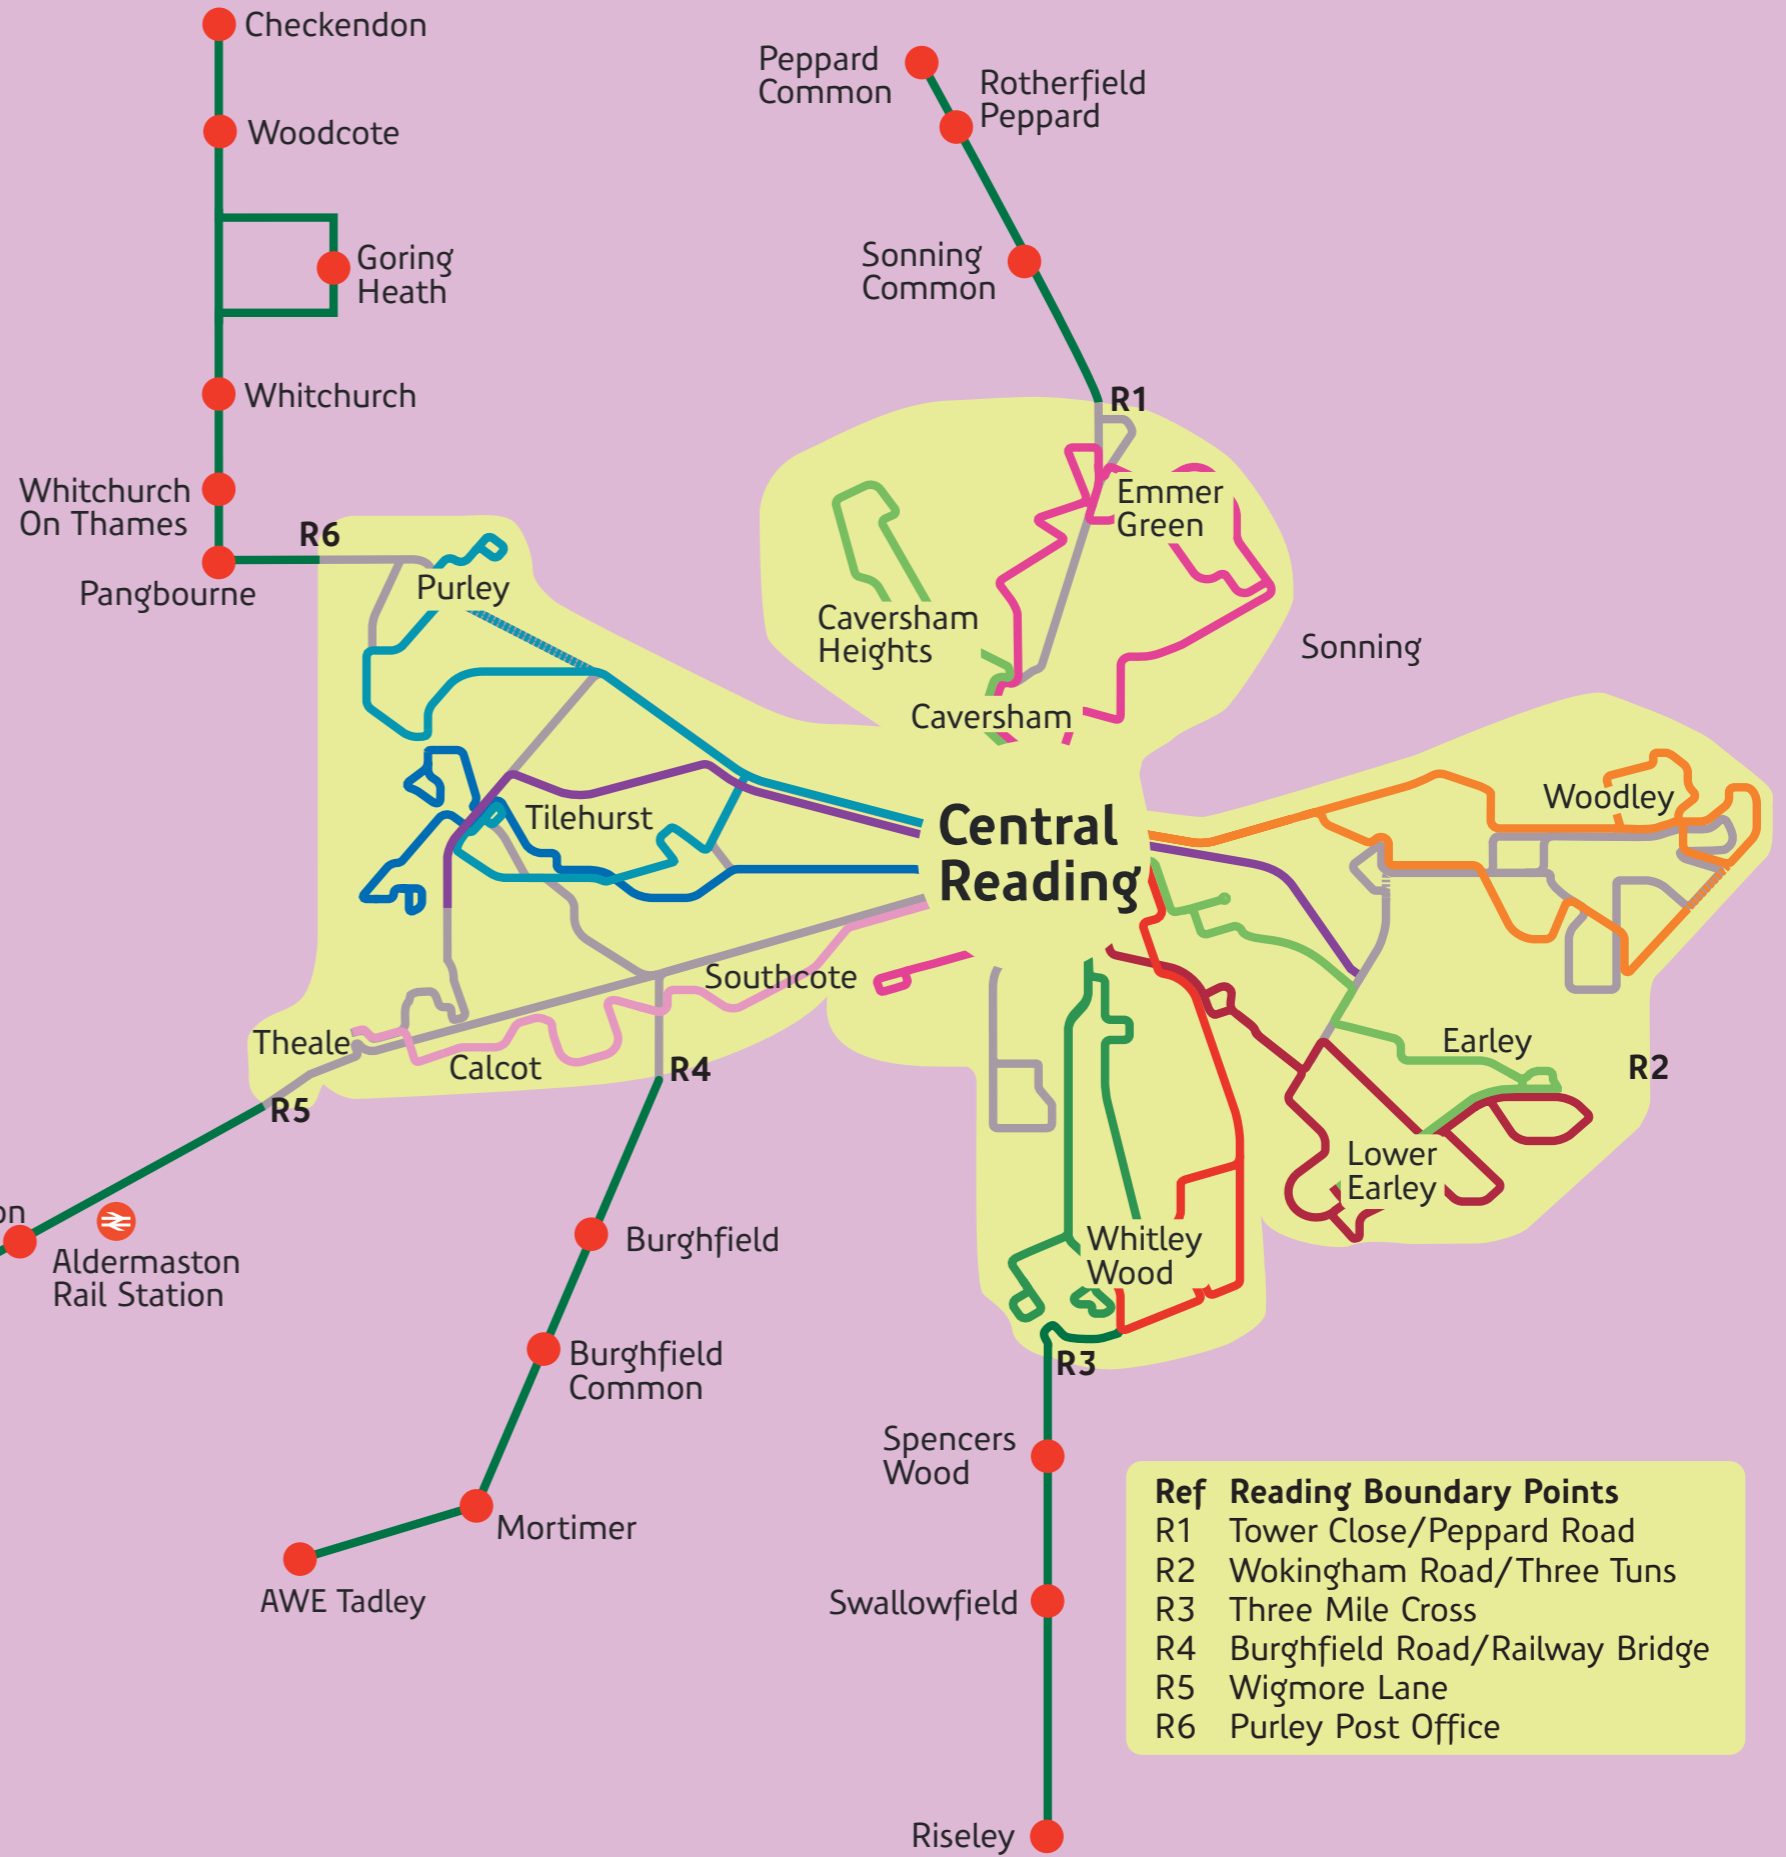 Checkendon
Peppard
Common
Rotherfield
Peppard
Woodcote
Goring
Heath
Sonning
Common
Whitchurch
R1
Whitchurch
On Thames
R6
Emmer
Green
Pangbourne
Purley
Caversham
Heights
Sonning
Caversham
Woodley
Tilehurst
Central
Reading
Southcote
Theale
Calcot
Earley
R2
R4
R5
Lower
Earley
on
Aldermaston
Rail Station
Burghfield
Whitley
Wood
Burghfield
Common
R3
Spencers
Wood
Mortimer
AWE Tadley
Swallowfield
Riseley
Ref Reading Boundary Points
R1 Tower Close/Peppard Road
R2 Wokingham Road/Three Tuns
R3 Three Mile Cross
R4 Burghfield Road/Railway Bridge
R5 Wigmore Lane
R6 Purley Post Office